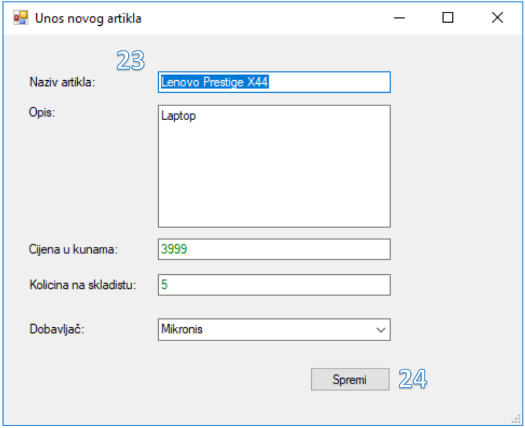 Unos novog artikla
23
Naziv artikla: Lenovo Prestige X44
Opis: Laptop
Cijena u kunama: 3999
Kolicina na skladistu: 5
Dobavljač: Mikronis
Spremi 24